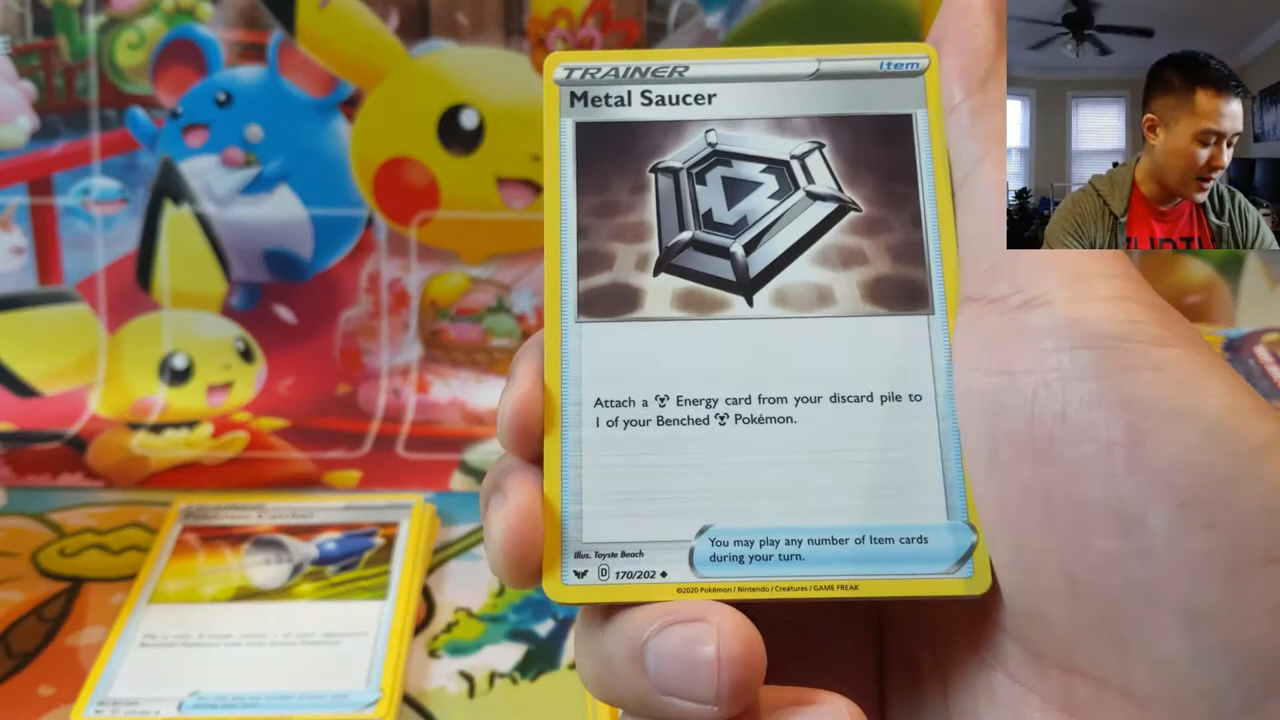 TRAINER
Item
Metal Saucer
Attach a Energy card from your discard pile to
1 of your Benched Pokémon.
You may play any number of Item cards
during your turn.
Illus. Toyste Beach
D 170/202
©2020 Pokémon / Nintendo / Creatures / GAME FREAK
Pokémon Catcher